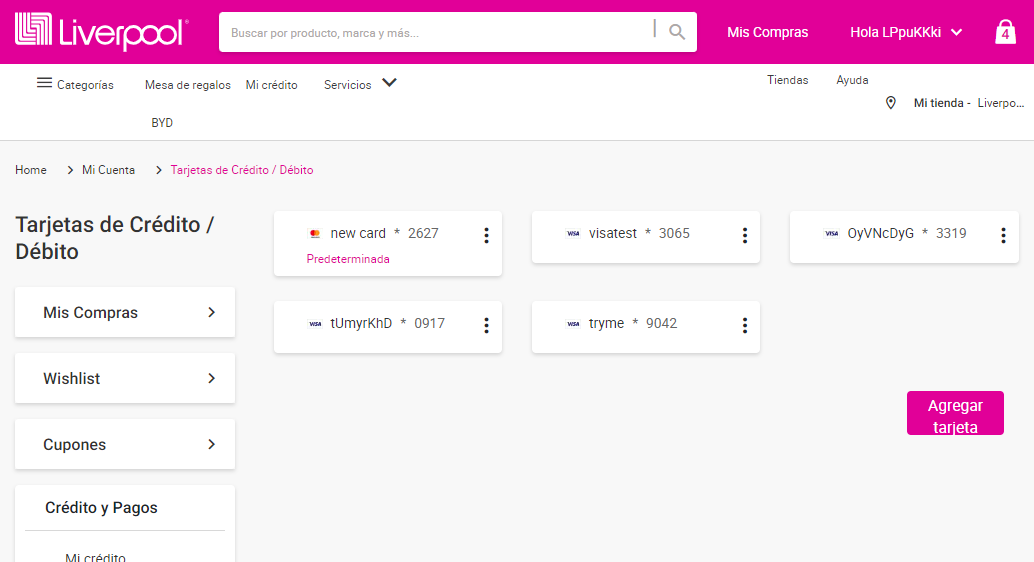 Liverpool
Buscar por producto, marca y más...
Mis Compras
Hola LPpuKKki
4
Categorías
Mesa de regalos
Mi crédito
Servicios
Tiendas
Ayuda
BYD
Mi tienda - Liverpo...
Home > Mi Cuenta > Tarjetas de Crédito / Débito
Tarjetas de Crédito /
Débito
Mis Compras
Wishlist
Cupones
Crédito y Pagos
Mi crédito
new card * 2627
Predeterminada
VISA visatest * 3065
VISA OyVNcDyG * 3319
VISA tUmyrKhD * 0917
VISA tryme * 9042
Agregar
tarjeta